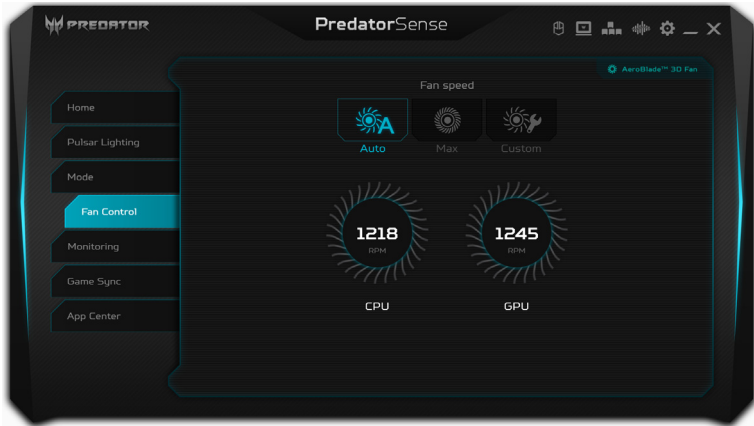 PREDATOR
PredatorSense
AeroBlade™ 3D Fan
Fan speed
Home
Pulsar Lighting
Mode
Fan Control
Monitoring
Game Sync
App Center
A
Auto
Max
Custom
1218
RPM
CPU
1245
RPM
GPU